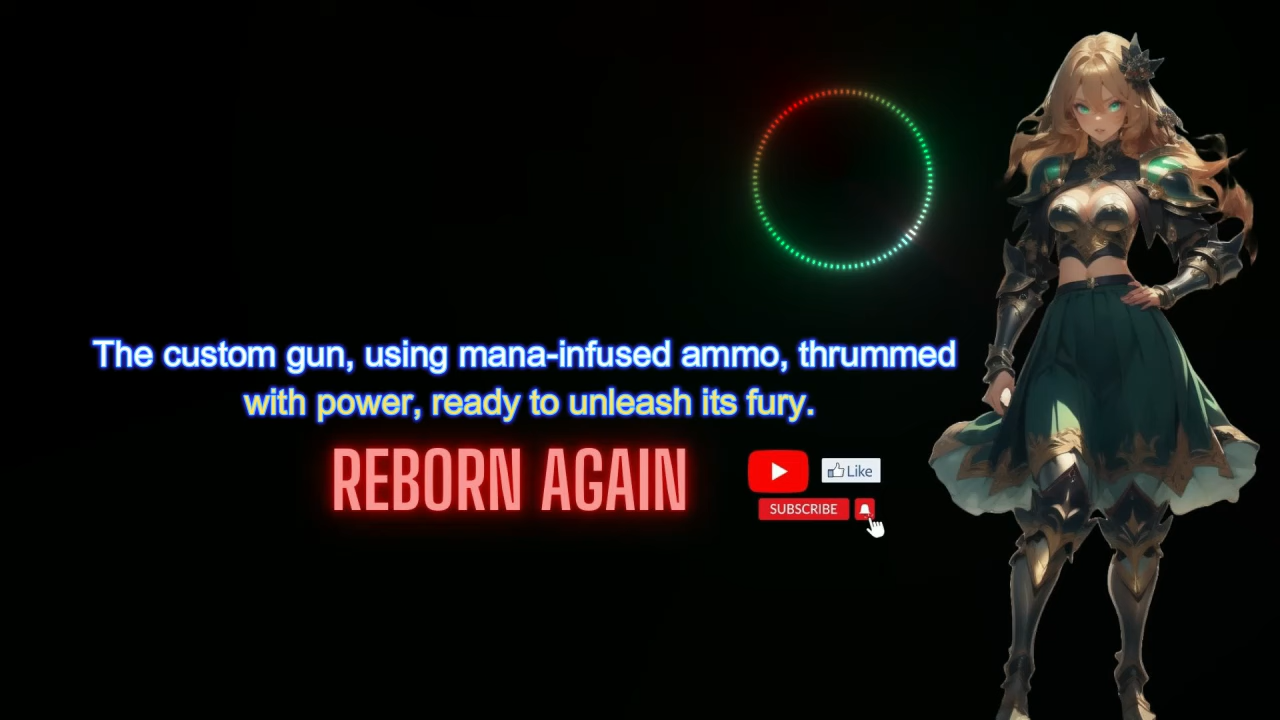 The custom gun, using mana-infused ammo, thrummed
with power, ready to unleash its fury.
REBORN AGAIN
Like
SUBSCRIBE